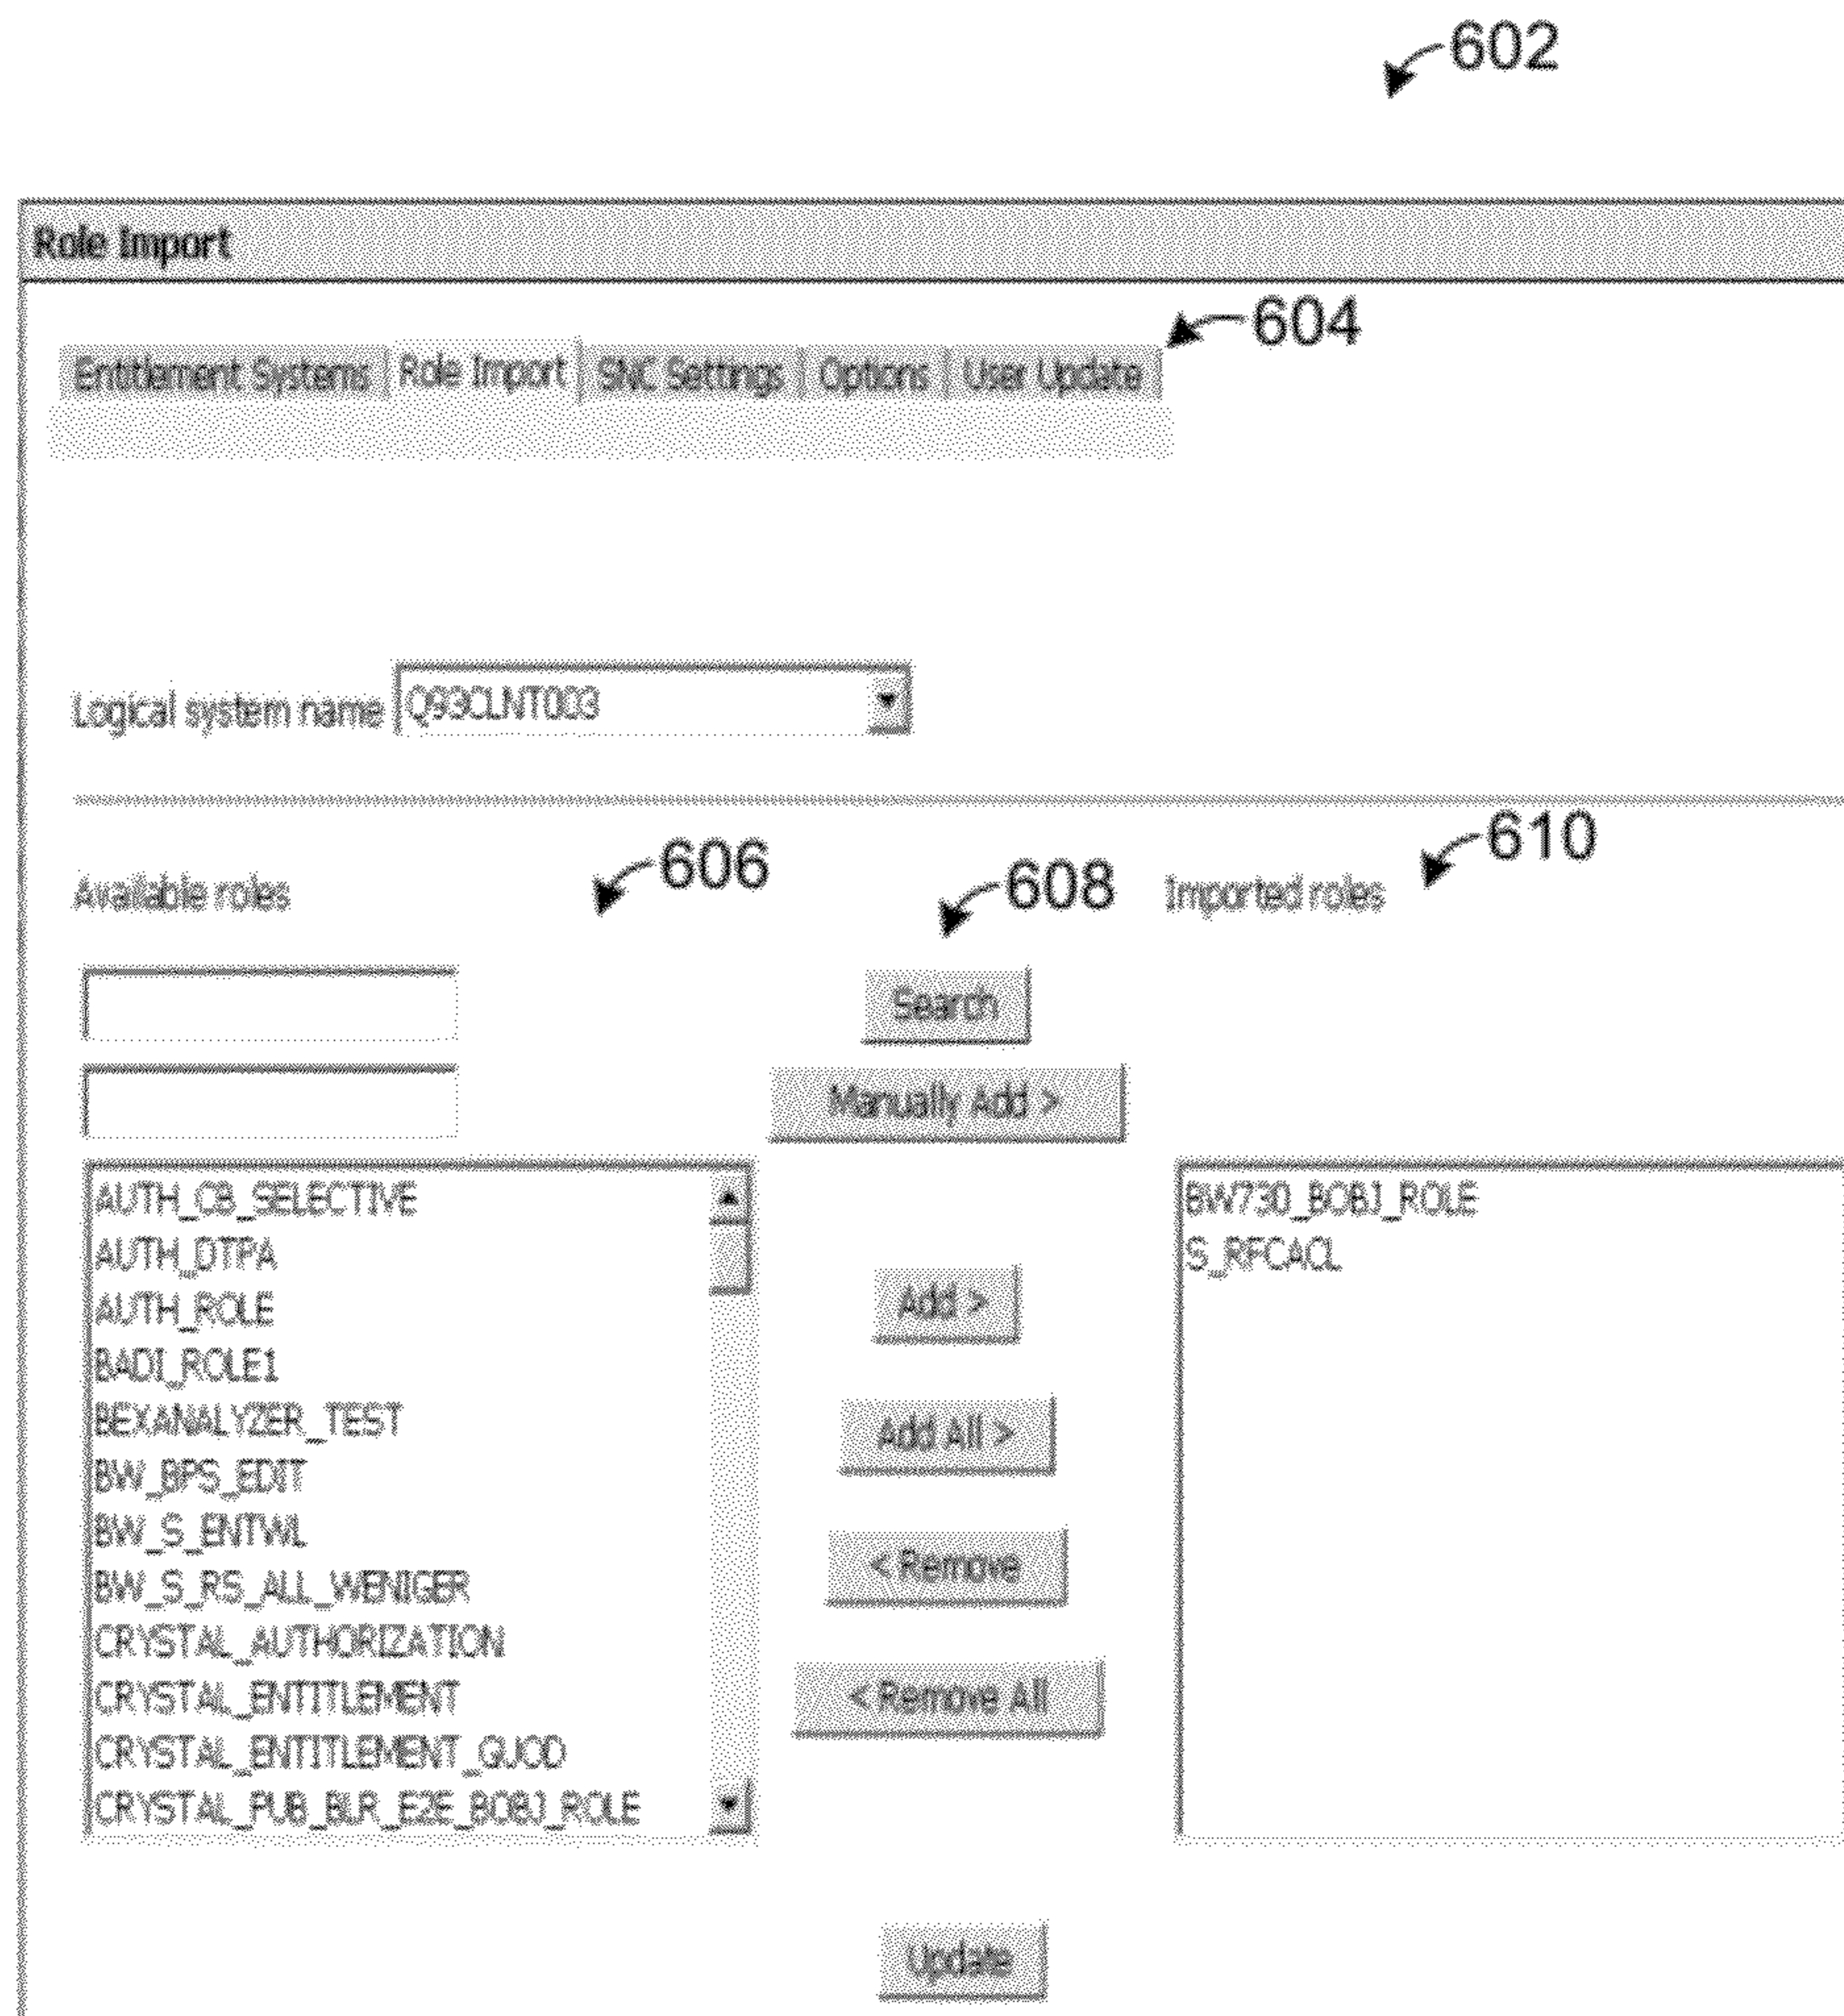 602
Role Import
604
Entitlement Systems Role Import SNC Settings Options User Update
Logical system name Q93CLNT003
606
608
610
Available roles
Imported roles
Search
Manually Add >
AUTH_CB_SELECTIVE
AUTH_DTPA
AUTH_ROLE
BADI_ROLE1
BEXANALYZER_TEST
BW_BPS_EDIT
BW_S_ENTWL
BW_S_RS_ALL_WENIGER
CRYSTAL_AUTHORIZATION
CRYSTAL_ENTITLEMENT
CRYSTAL_ENTITLEMENT_GJOD
CRYSTAL_PUB_BLR_E2E_BOBJ_ROLE
Add >
Add All >
< Remove
< Remove All
BW730_BOBJ_ROLE
S_RFCACL
Update